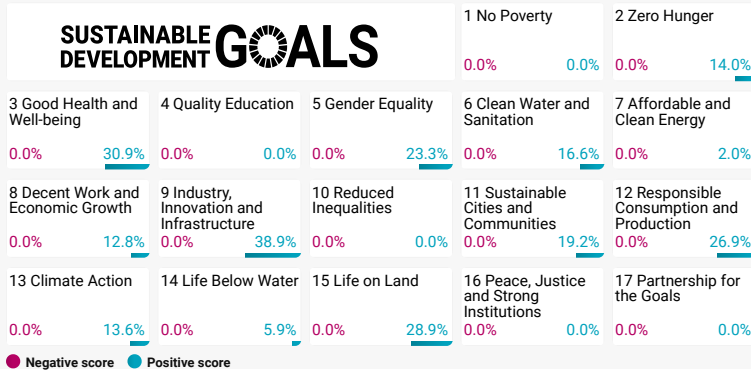 SUSTAINABLE
DEVELOPMENT
GOALS
1 No Poverty
0.0% 0.0%
2 Zero Hunger
0.0% 14.0%
3 Good Health and
Well-being
0.0% 30.9%
4 Quality Education
0.0% 0.0%
5 Gender Equality
0.0% 23.3%
6 Clean Water and
Sanitation
0.0% 16.6%
7 Affordable and
Clean Energy
0.0% 2.0%
8 Decent Work and
Economic Growth
0.0% 12.8%
9 Industry,
Innovation and
Infrastructure
0.0% 38.9%
10 Reduced
Inequalities
0.0% 0.0%
11 Sustainable
Cities and
Communities
0.0% 19.2%
12 Responsible
Consumption and
Production
0.0% 26.9%
13 Climate Action
0.0% 13.6%
14 Life Below Water
0.0% 5.9%
15 Life on Land
0.0% 28.9%
16 Peace, Justice
and Strong
Institutions
0.0% 0.0%
17 Partnership for
the Goals
0.0% 0.0%
Negative score Positive score